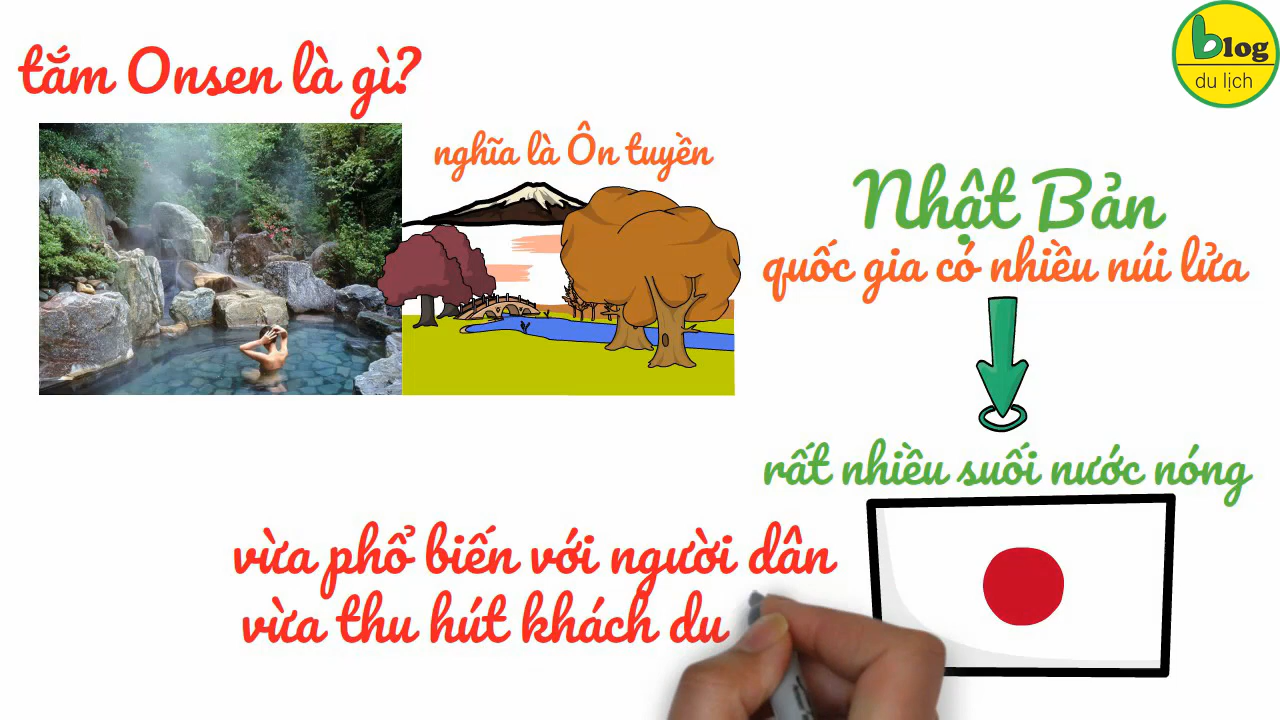 tắm Onsen là gì?
nghĩa là Ôn tuyền
Nhật Bản
quốc gia có nhiều núi lửa
rất nhiều suối nước nóng
vừa phổ biến với người dân
vừa thu hút khách du
blog
du lịch